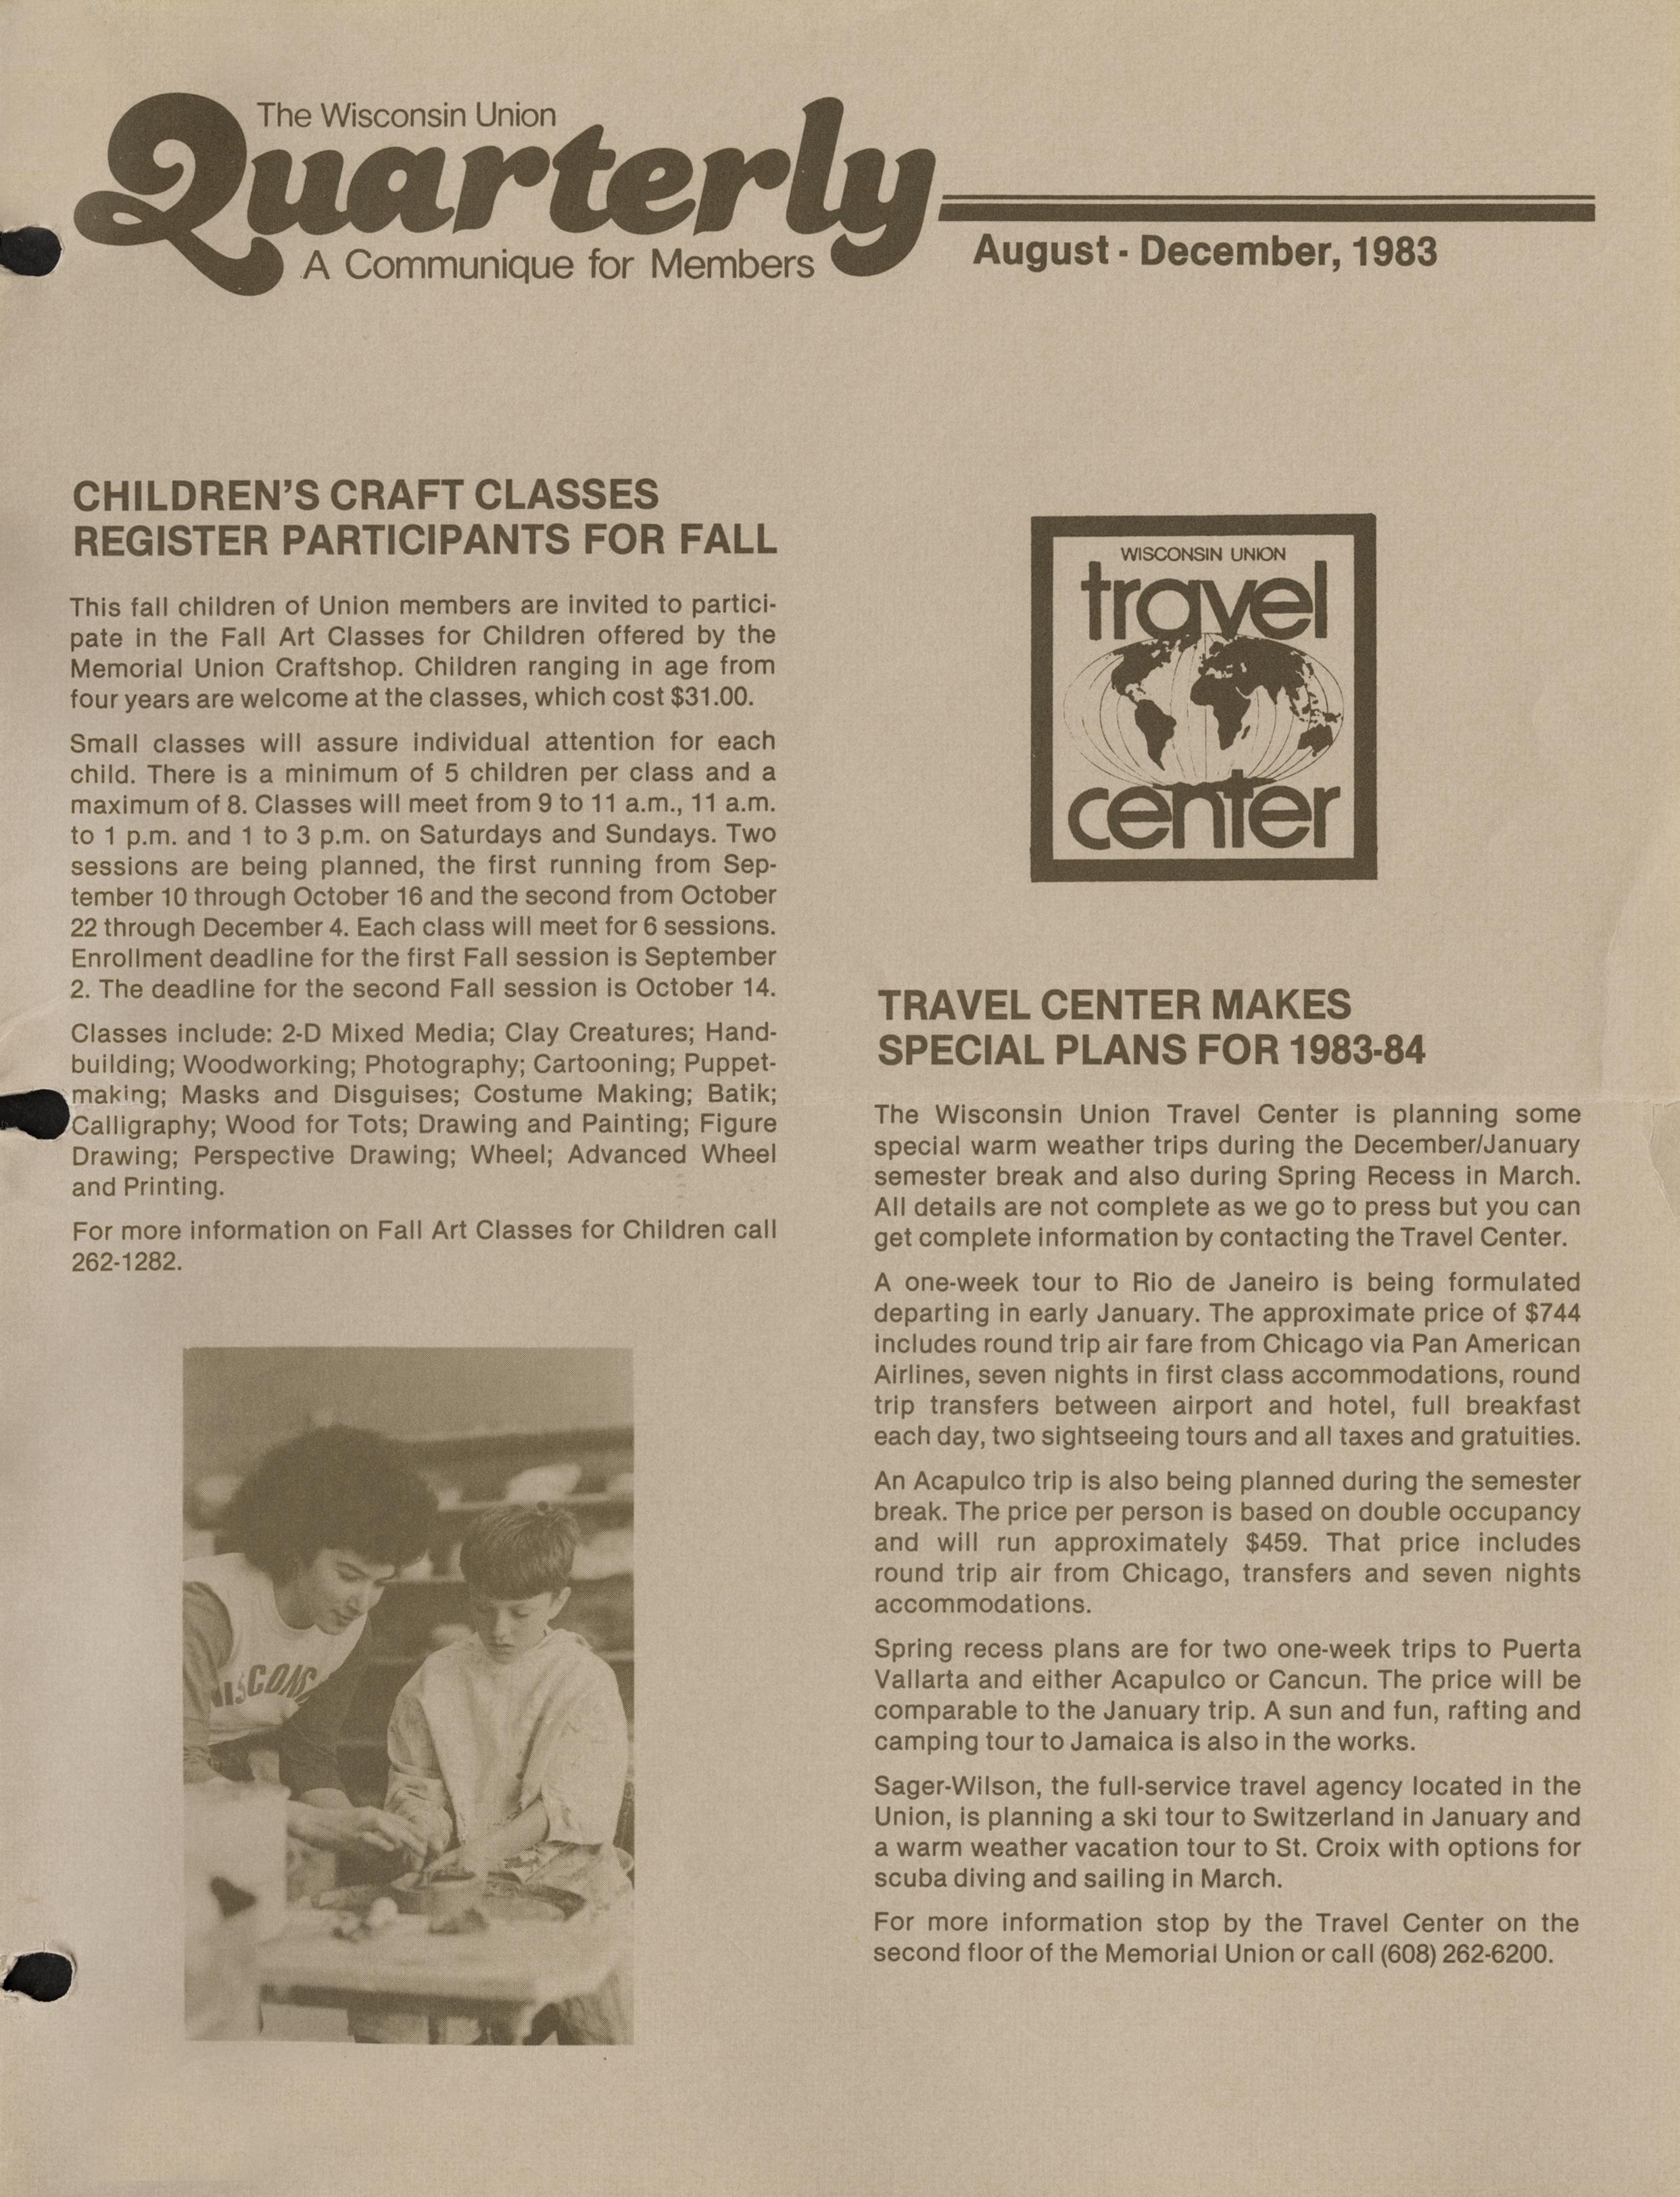 The Wisconsin Union
Quarterly
A Communique for Members
August - December, 1983
CHILDREN'S CRAFT CLASSES
REGISTER PARTICIPANTS FOR FALL
This fall children of Union members are invited to partici-
pate in the Fall Art Classes for Children offered by the
Memorial Union Craftshop. Children ranging in age from
four years are welcome at the classes, which cost $31.00.
Small classes will assure individual attention for each
child. There is a minimum of 5 children per class and a
maximum of 8. Classes will meet from 9 to 11 a.m., 11 a.m.
to 1 p.m. and 1 to 3 p.m. on Saturdays and Sundays. Two
sessions are being planned, the first running from Sep-
tember 10 through October 16 and the second from October
22 through December 4. Each class will meet for 6 sessions.
Enrollment deadline for the first Fall session is September
2. The deadline for the second Fall session is October 14.
Classes include: 2-D Mixed Media; Clay Creatures; Hand-
building; Woodworking; Photography; Cartooning; Puppet-
making; Masks and Disguises; Costume Making; Batik;
Calligraphy; Wood for Tots; Drawing and Painting; Figure
Drawing; Perspective Drawing; Wheel; Advanced Wheel
and Printing.
For more information on Fall Art Classes for Children call
262-1282.
WISCONS
WISCONSIN UNION
travel
center
TRAVEL CENTER MAKES
SPECIAL PLANS FOR 1983-84
The Wisconsin Union Travel Center is planning some
special warm weather trips during the December/January
semester break and also during Spring Recess in March.
All details are not complete as we go to press but you can
get complete information by contacting the Travel Center.
A one-week tour to Rio de Janeiro is being formulated
departing in early January. The approximate price of $744
includes round trip air fare from Chicago via Pan American
Airlines, seven nights in first class accommodations, round
trip transfers between airport and hotel, full breakfast
each day, two sightseeing tours and all taxes and gratuities.
An Acapulco trip is also being planned during the semester
break. The price per person is based on double occupancy
and will run approximately $459. That price includes
round trip air from Chicago, transfers and seven nights
accommodations.
Spring recess plans are for two one-week trips to Puerta
Vallarta and either Acapulco or Cancun. The price will be
comparable to the January trip. A sun and fun, rafting and
camping tour to Jamaica is also in the works.
Sager-Wilson, the full-service travel agency located in the
Union, is planning a ski tour to Switzerland in January and
a warm weather vacation tour to St. Croix with options for
scuba diving and sailing in March.
For more information stop by the Travel Center on the
second floor of the Memorial Union or call (608) 262-6200.